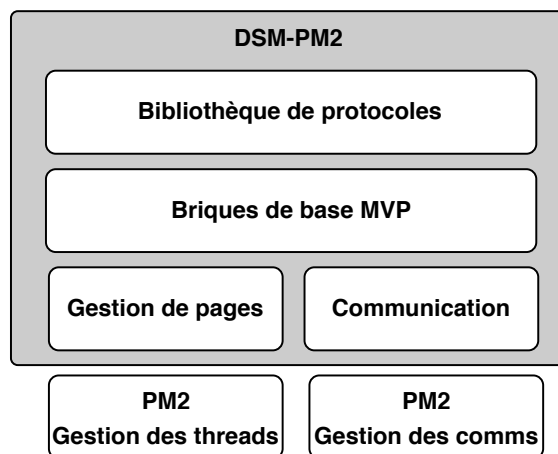 DSM-PM2
Bibliothèque de protocoles
Briques de base MVP
Gestion de pages
Communication
PM2
Gestion des threads
PM2
Gestion des comms